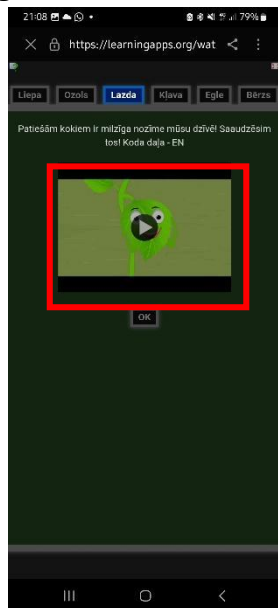 21:08
79%
https://learningapps.org/wat
Liepa Ozols Lazda Kļava Egle Bērzs
Patiešām kokiem ir milzīga nozīme mūsu dzīvē! Saaudzēsim
tos! Koda daļa - EN
OK